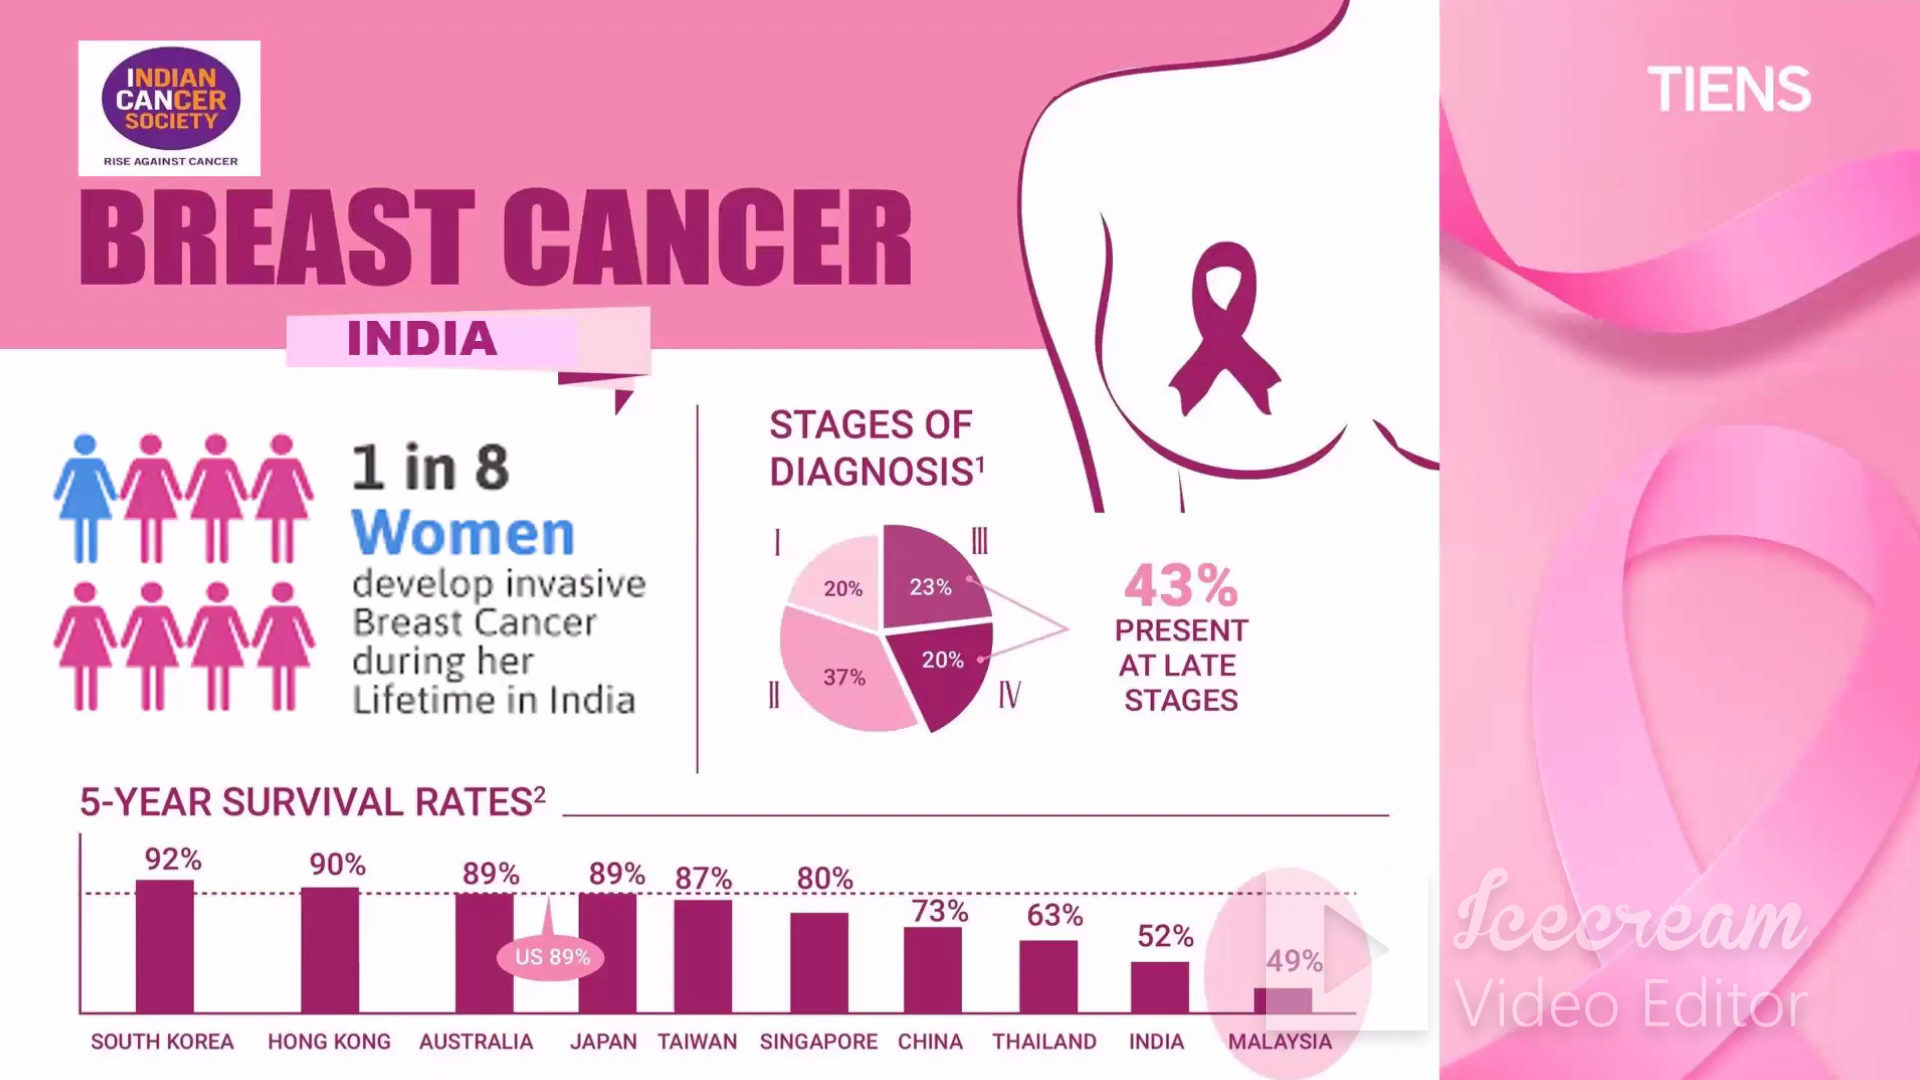 INDIAN
CANCER
SOCIETY
RISE AGAINST CANCER
TIENS
BREAST CANCER
INDIA
1 in 8
Women
develop invasive
Breast Cancer
during her
Lifetime in India
STAGES OF
DIAGNOSIS¹
I
III
20%
23%
37%
20%
II
IV
43%
PRESENT
AT LATE
STAGES
5-YEAR SURVIVAL RATES²
92%
90%
89%
89%
87%
80%
73%
63%
52%
49%
US 89%
SOUTH KOREA
HONG KONG
AUSTRALIA
JAPAN
TAIWAN
SINGAPORE
CHINA
THAILAND
INDIA
MALAYSIA
Icecream
Video Editor